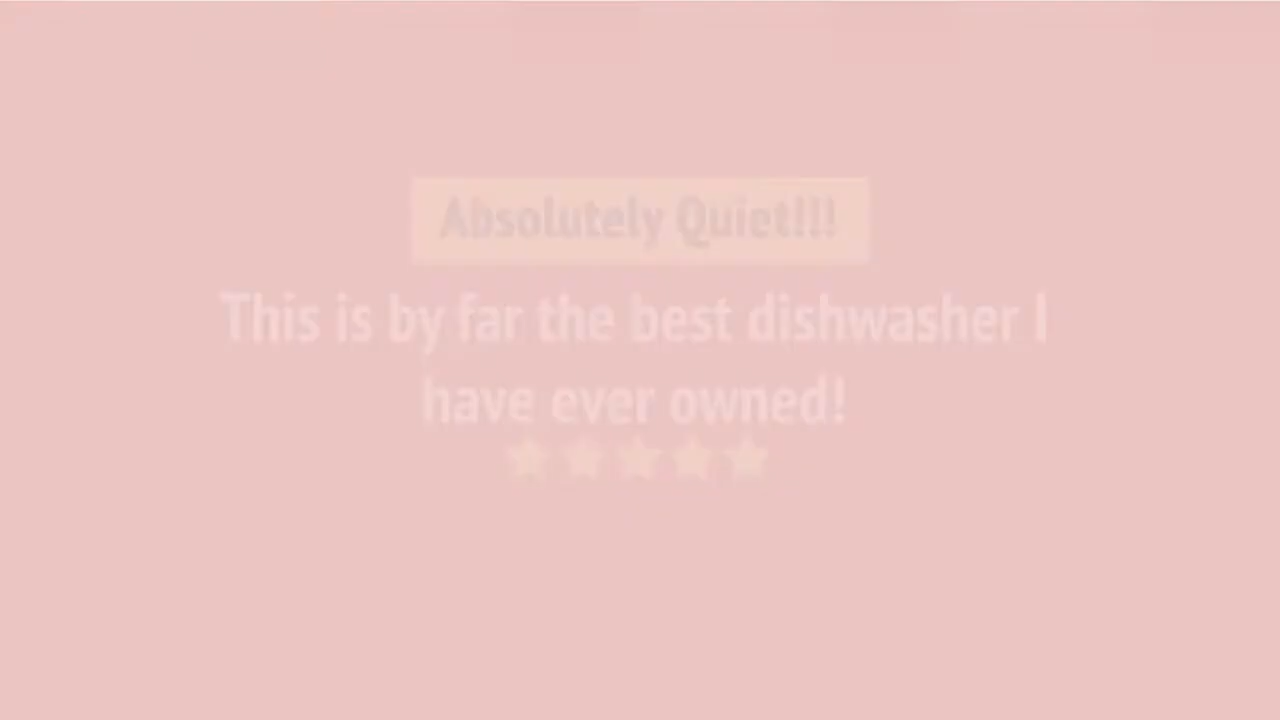 Absolutely Quiet!!!
This is by far the best dishwasher I
have ever owned!